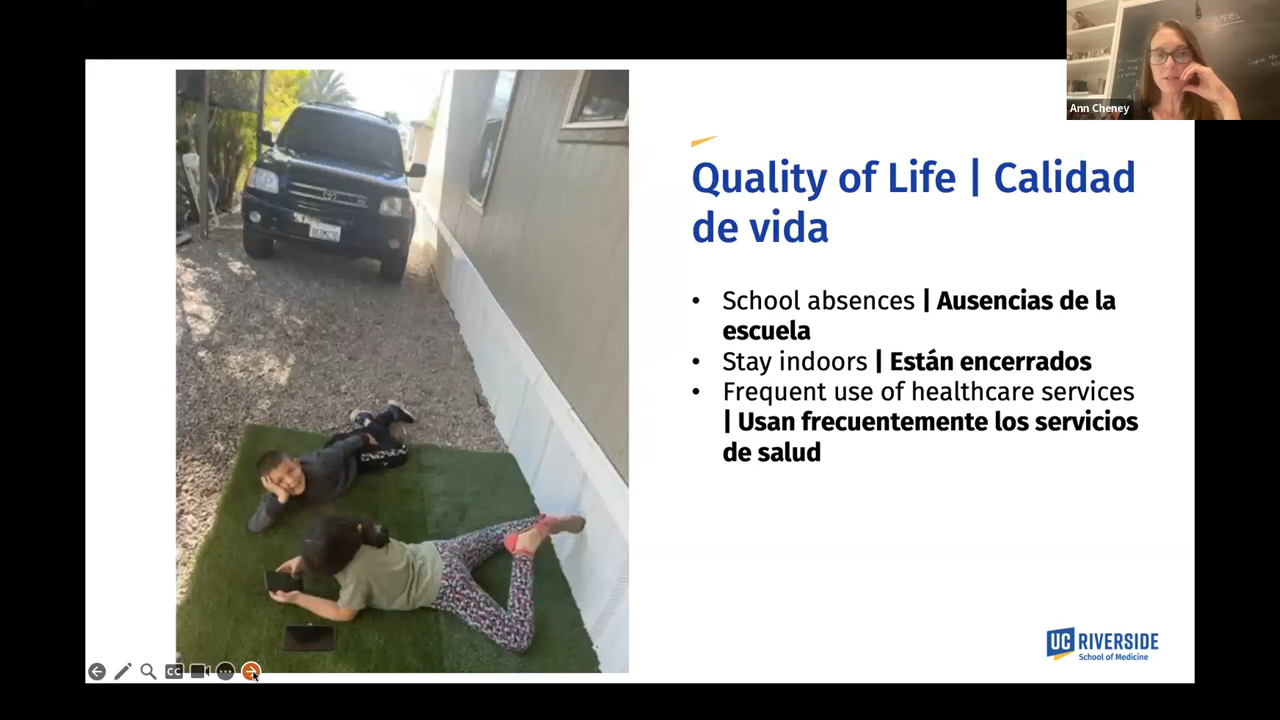 Ann Cheney
Quality of Life | Calidad
de vida
• School absences | Ausencias de la
escuela
• Stay indoors | Están encerrados
• Frequent use of healthcare services
| Usan frecuentemente los servicios
de salud
UC RIVERSIDE
School of Medicine
CC